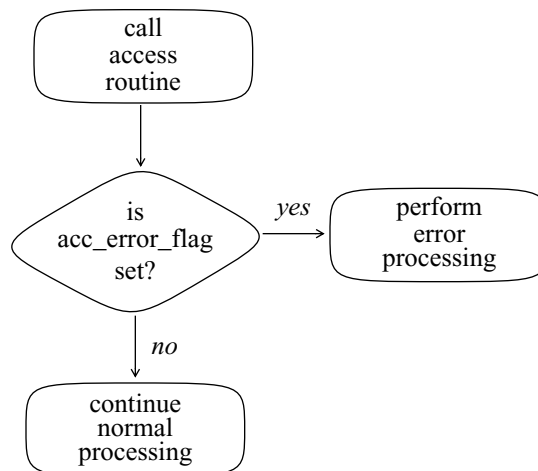 call
access
routine
is
acc_error_flag
set?
yes
perform
error
processing
no
continue
normal
processing